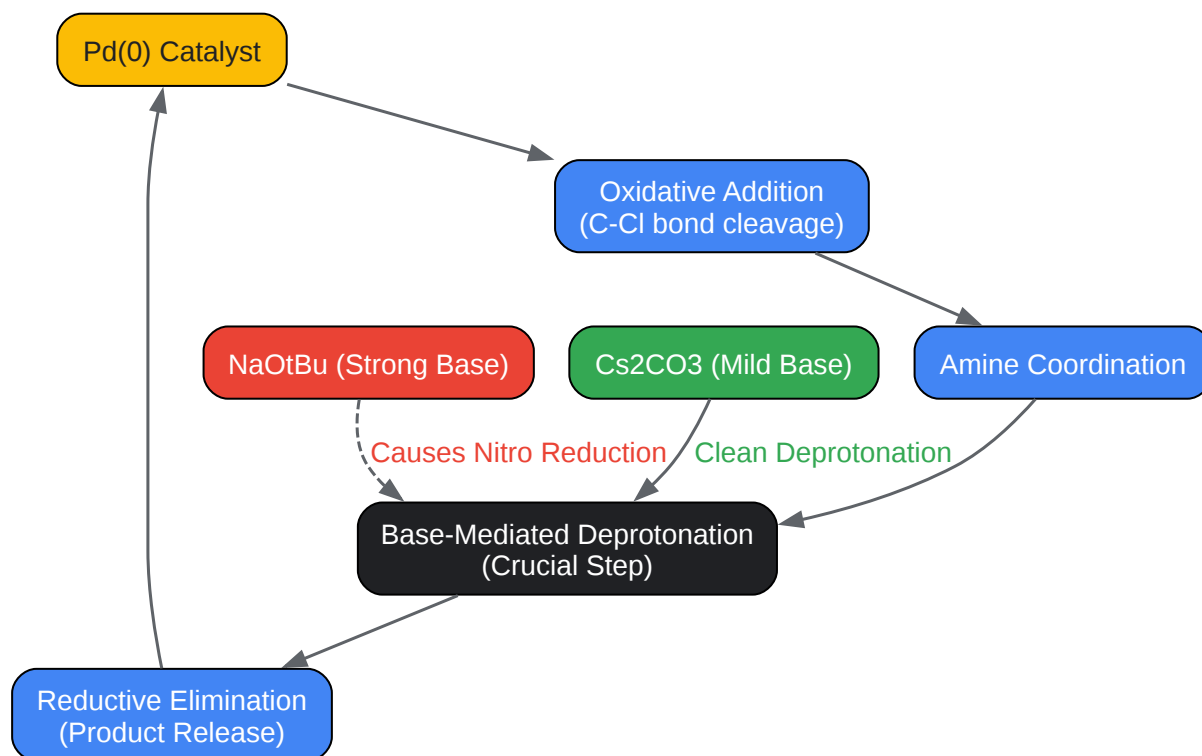 Pd(0) Catalyst
Oxidative Addition
(C-Cl bond cleavage)
NaOtBu (Strong Base)
Cs2CO3 (Mild Base)
Amine Coordination
Causes Nitro Reduction
Clean Deprotonation
Base-Mediated Deprotonation
(Crucial Step)
Reductive Elimination
(Product Release)